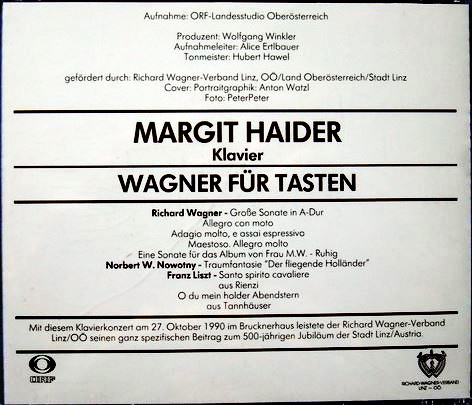 Aufnahme: ORF-Landesstudio Oberösterreich
Produzent: Wolfgang Winkler
Aufnahmeleiter: Alice Ertlbauer
Tonmeister: Hubert Hawel
gefördert durch: Richard Wagner-Verband Linz, OÖ/Land Oberösterreich/Stadt Linz
Cover: Portraitgraphik: Anton Watzl
Foto: PeterPeter
MARGIT HAIDER
Klavier
WAGNER FÜR TASTEN
Richard Wagner - Große Sonate in A-Dur
Allegro con moto
Adagio molto, e assai espressivo
Maestoso. Allegro molto
Eine Sonate für das Album von Frau M.W. - Ruhig
Norbert W. Nowotny - Traumfantasie "Der fliegende Holländer"
Franz Liszt - Santo spirito cavaliere
aus Rienzi
O du mein holder Abendstern
aus Tannhäuser
Mit diesem Klavierkonzert am 27. Oktober 1990 im Brucknerhaus leistete der Richard Wagner-Verband
Linz/OÖ seinen ganz spezifischen Beitrag zum 500-jährigen Jubiläum der Stadt Linz/Austria.
ORF
RICHARD-WAGNER-VERBAND
LINZ - OÖ